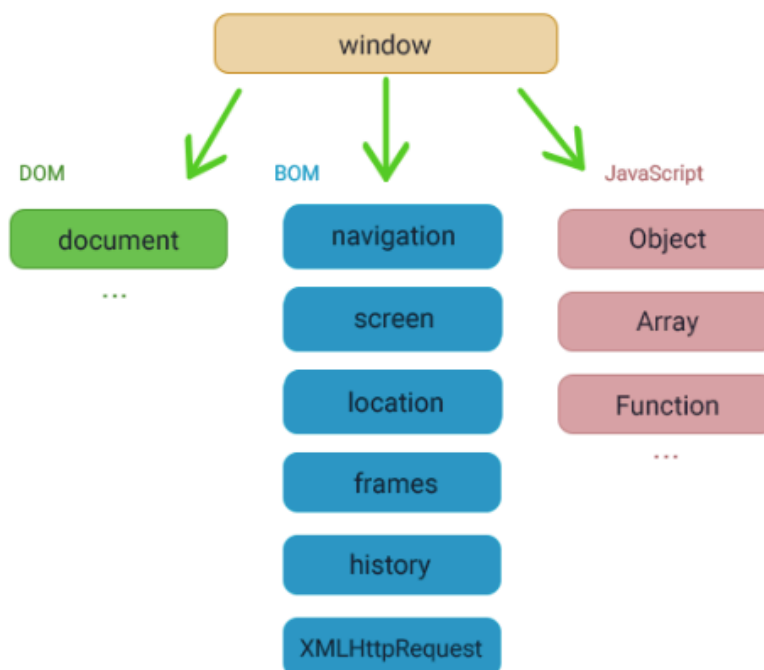 window
DOM
BOM
JavaScript
document
navigation
Object
...
screen
Array
location
Function
...
frames
history
XMLHttpRequest